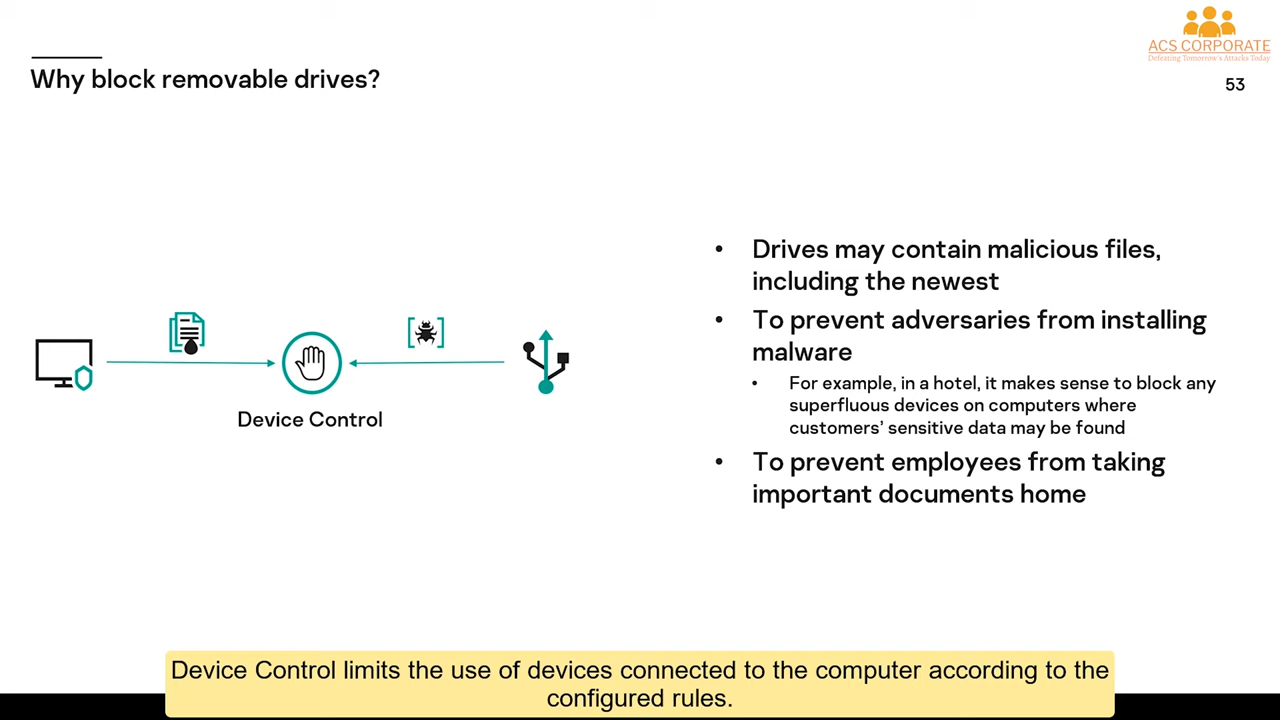 ACS CORPORATE
Defeating Tomorrow's Attacks Today
Why block removable drives?
53
• Drives may contain malicious files,
including the newest
• To prevent adversaries from installing
malware
• For example, in a hotel, it makes sense to block any
superfluous devices on computers where
customers' sensitive data may be found
• To prevent employees from taking
important documents home
Device Control
Device Control limits the use of devices connected to the computer according to the
configured rules.